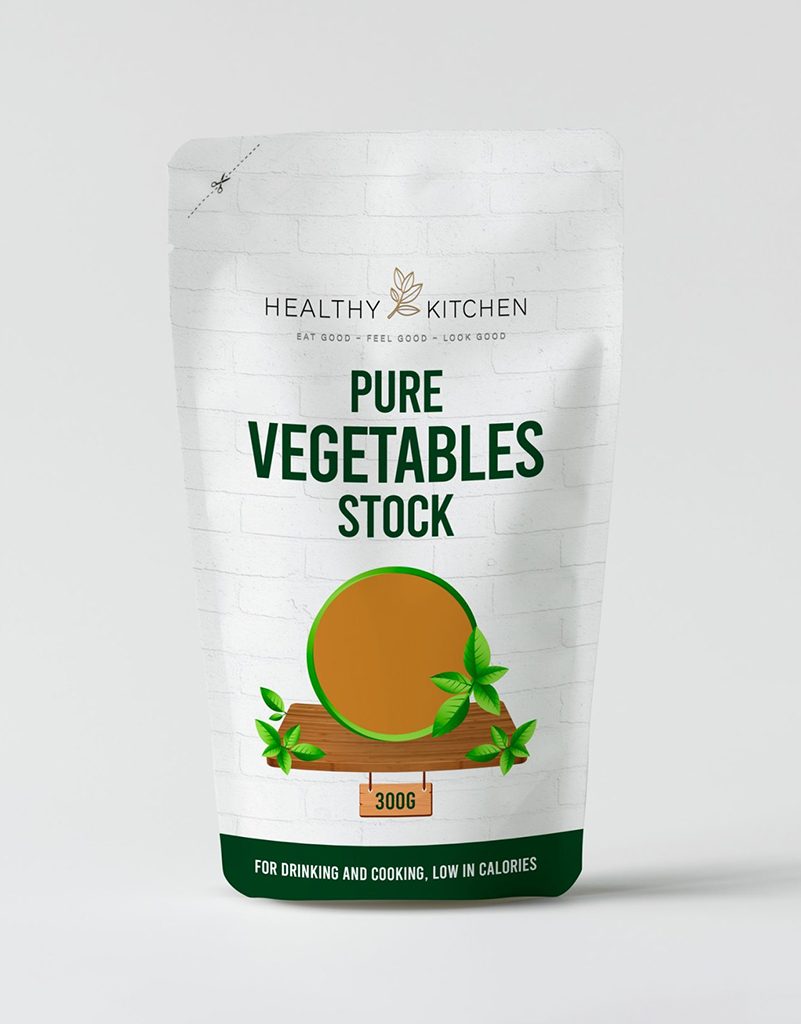 HEALTHY KITCHEN
EAT GOOD – FEEL GOOD – LOOK GOOD
PURE
VEGETABLES
STOCK
300G
FOR DRINKING AND COOKING, LOW IN CALORIES